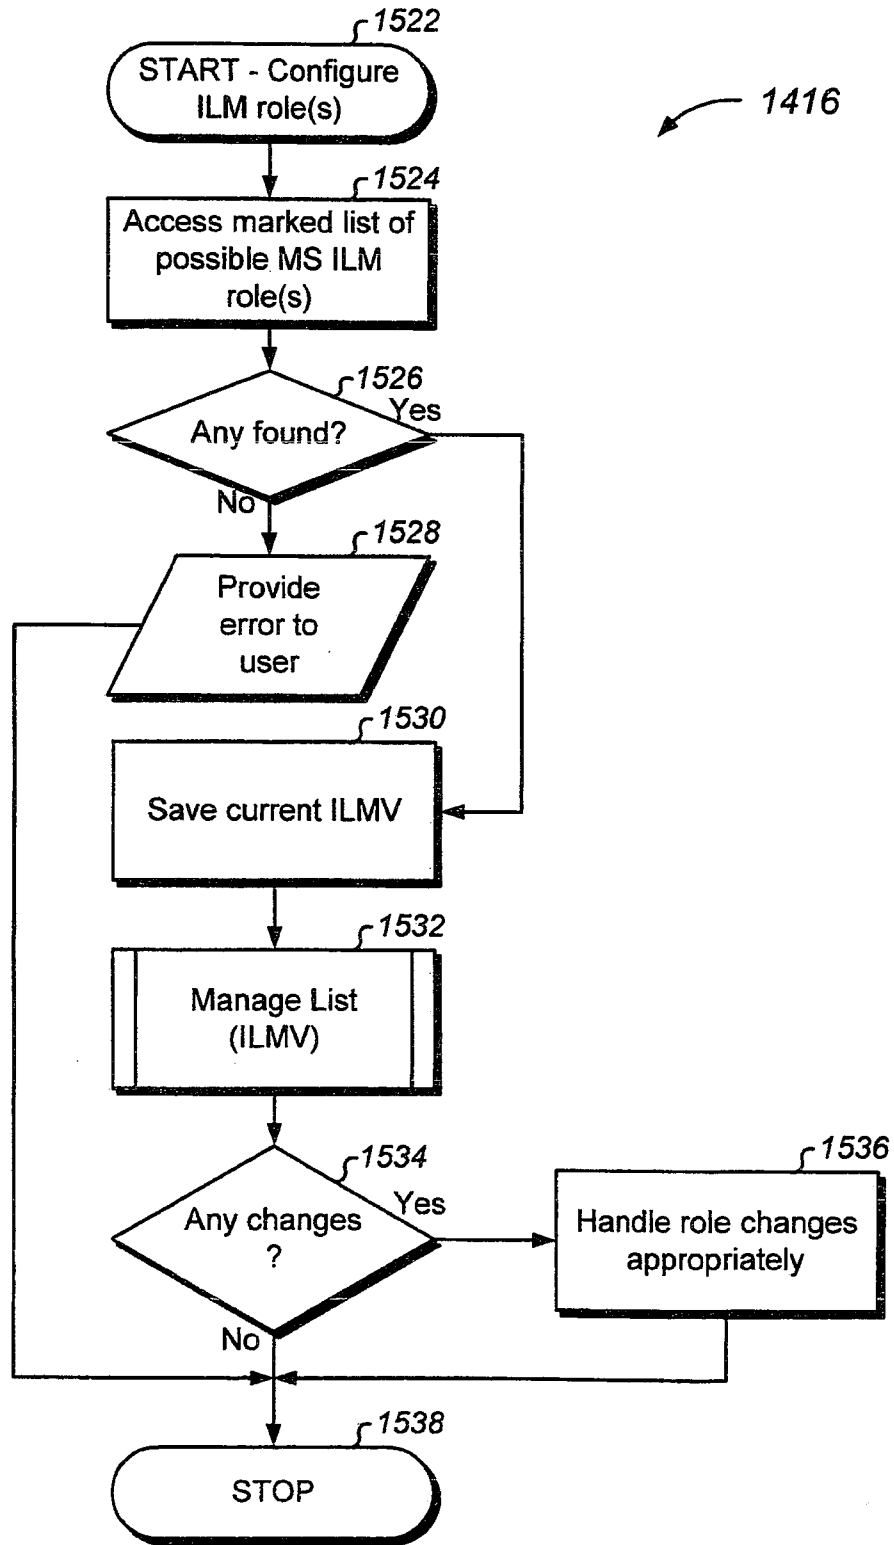 1522
START - Configure
ILM role(s)
1416
1524
Access marked list of
possible MS ILM
role(s)
1526
Yes
Any found?
No
1528
Provide
error to
user
1530
Save current ILMV
1532
Manage List
(ILMV)
1534
Yes
Any changes
?
No
1536
Handle role changes
appropriately
1538
STOP